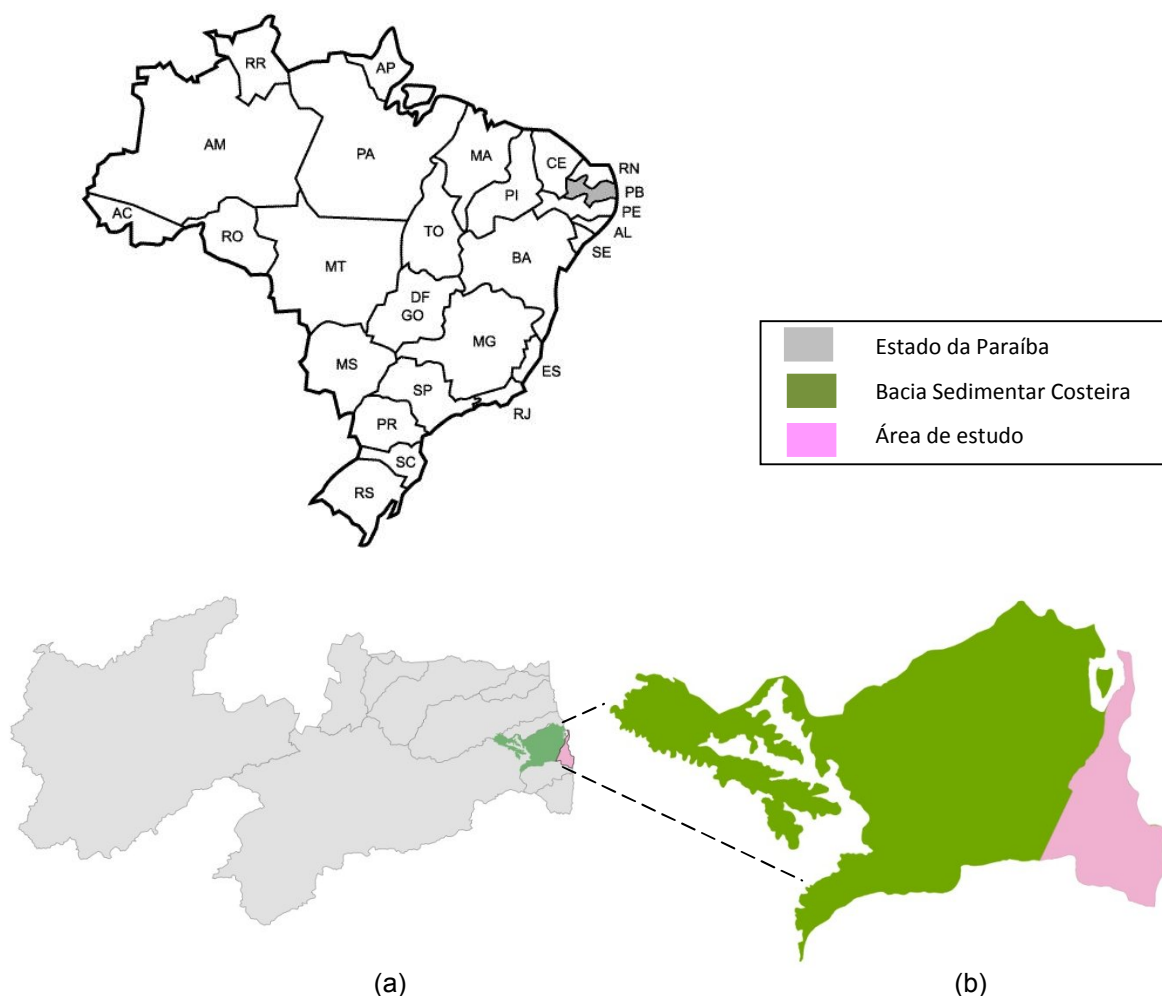 RR
AP
AM
PA
MA
CE
RN
PI
PB
PE
AC
TO
AL
RO
SE
BA
MT
DF
GO
MG
MS
ES
SP
RJ
PR
SC
RS
Estado da Paraíba
Bacia Sedimentar Costeira
Área de estudo
(a)
(b)